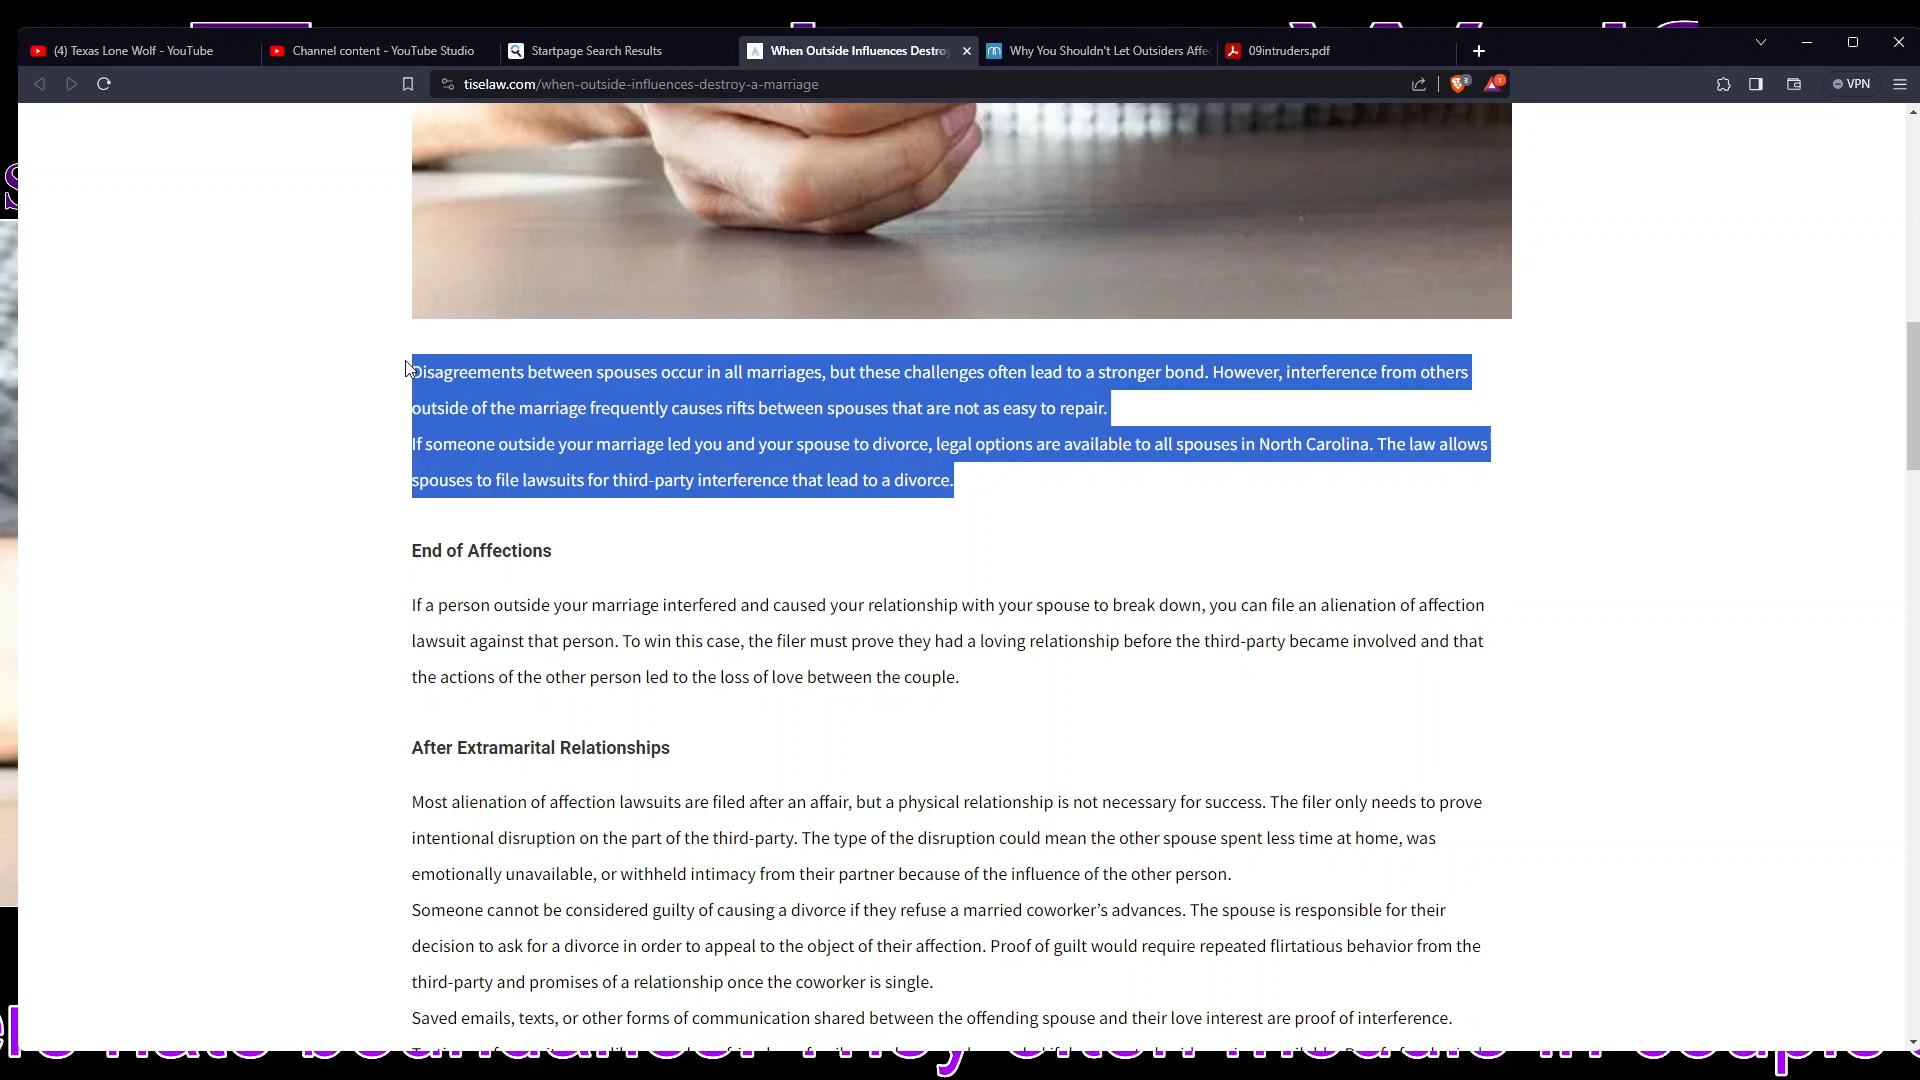 (4) Texas Lone Wolf - YouTube
Channel content - YouTube Studio
Startpage Search Results
When Outside Influences Destro
Why You Shouldn't Let Outsiders Affe
09intruders.pdf
tiselaw.com/when-outside-influences-destroy-a-marriage
3
1
VPN
Disagreements between spouses occur in all marriages, but these challenges often lead to a stronger bond. However, interference from others
outside of the marriage frequently causes rifts between spouses that are not as easy to repair.
If someone outside your marriage led you and your spouse to divorce, legal options are available to all spouses in North Carolina. The law allows
spouses to file lawsuits for third-party interference that lead to a divorce.
End of Affections
If a person outside your marriage interfered and caused your relationship with your spouse to break down, you can file an alienation of affection
lawsuit against that person. To win this case, the filer must prove they had a loving relationship before the third-party became involved and that
the actions of the other person led to the loss of love between the couple.
After Extramarital Relationships
Most alienation of affection lawsuits are filed after an affair, but a physical relationship is not necessary for success. The filer only needs to prove
intentional disruption on the part of the third-party. The type of the disruption could mean the other spouse spent less time at home, was
emotionally unavailable, or withheld intimacy from their partner because of the influence of the other person.
Someone cannot be considered guilty of causing a divorce if they refuse a married coworker's advances. The spouse is responsible for their
decision to ask for a divorce in order to appeal to the object of their affection. Proof of guilt would require repeated flirtatious behavior from the
third-party and promises of a relationship once the coworker is single.
Saved emails, texts, or other forms of communication shared between the offending spouse and their love interest are proof of interference.